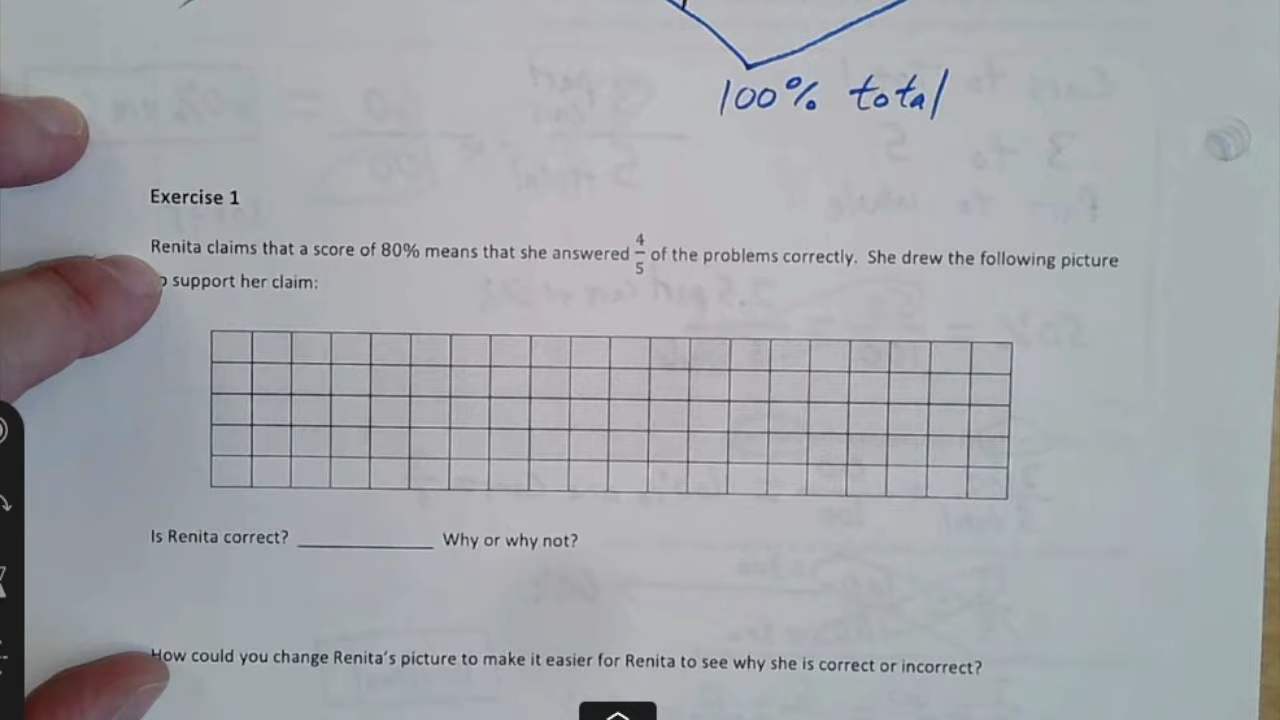 100% total
Exercise 1
Renita claims that a score of 80% means that she answered 4/5 of the problems correctly. She drew the following picture
support her claim:
Is Renita correct? __________ Why or why not?
How could you change Renita's picture to make it easier for Renita to see why she is correct or incorrect?